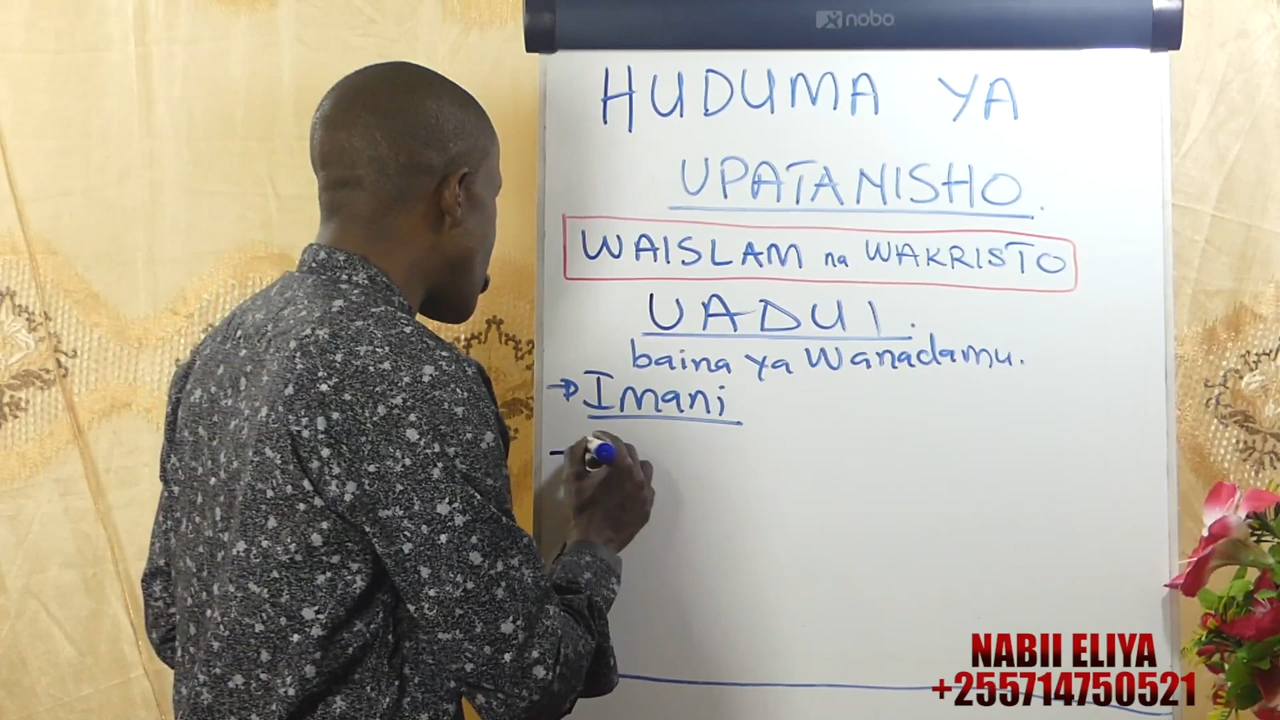 nobo
HUDUMA YA
UPATANISHO.
WAISLAM na WAKRISTO
UADUI.
baina ya Wanadamu.
→ Imani
NABII ELIYA
+255714750521